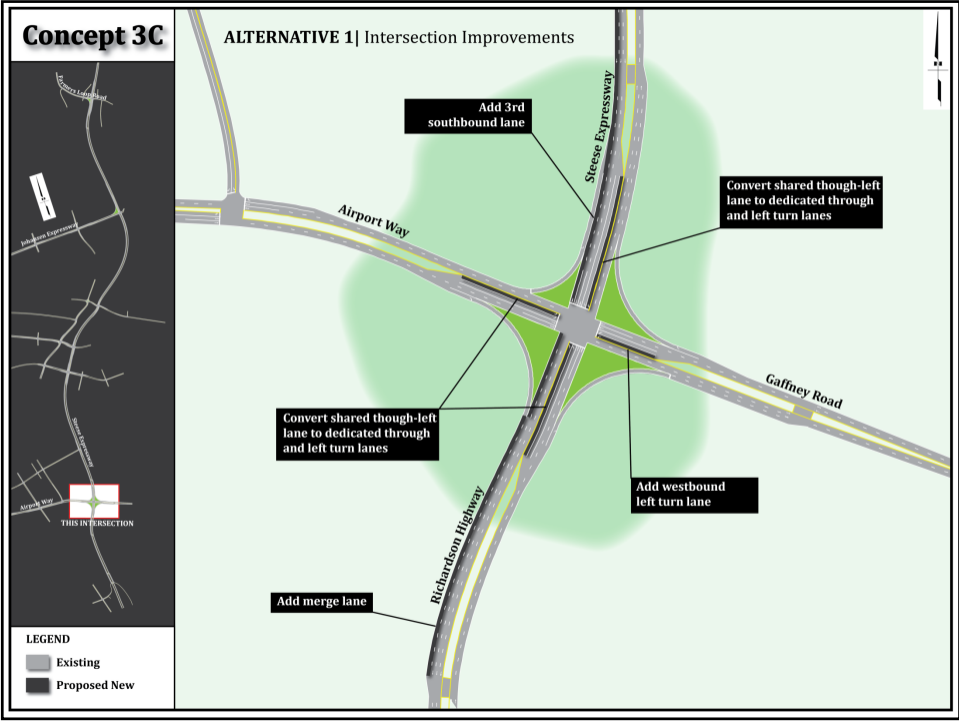 Concept 3C
ALTERNATIVE 1| Intersection Improvements
Farmers Loop Road
Johansen Expressway
Steese Expressway
Airport Way
THIS INTERSECTION
LEGEND
Existing
Proposed New
Add 3rd
southbound lane
Steese Expressway
Convert shared though-left
lane to dedicated through
and left turn lanes
Airport Way
Gaffney Road
Convert shared though-left
lane to dedicated through
and left turn lanes
Add westbound
left turn lane
Richardson Highway
Add merge lane